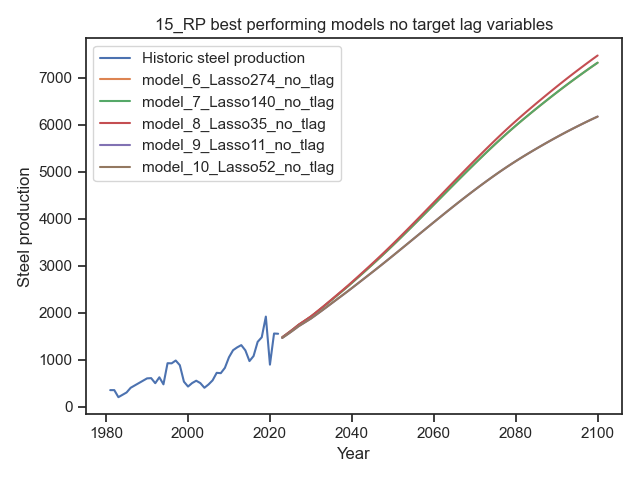 15_RP best performing models no target lag variables
Historic steel production
model_6_Lasso274_no_tlag
model_7_Lasso140_no_tlag
model_8_Lasso35_no_tlag
model_9_Lasso11_no_tlag
model_10_Lasso52_no_tlag
Steel production
7000
6000
5000
4000
3000
2000
1000
0
1980 2000 2020 2040 2060 2080 2100
Year